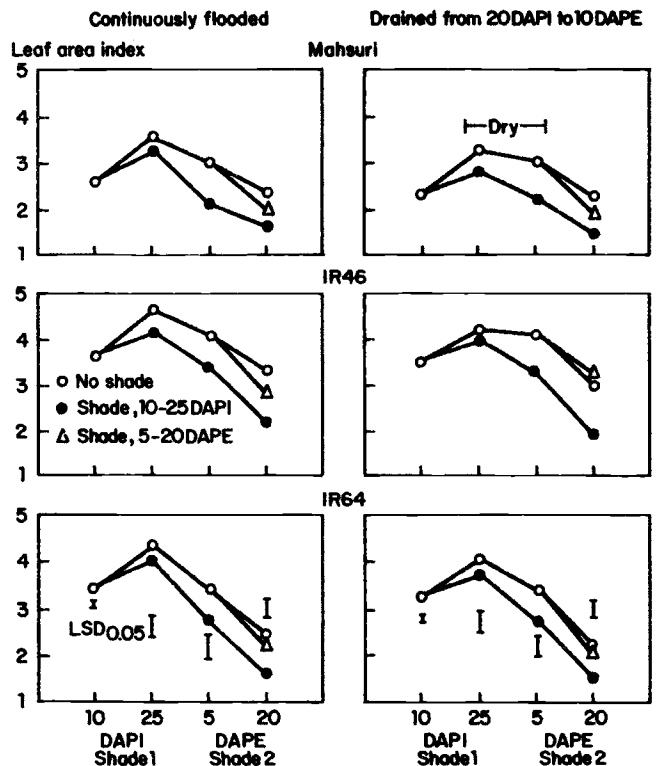 Continuously flooded
Drained from 20DAPI to 10DAPE
Leaf area index
Mahsuri
5
4
3
2
1
Dry
IR46
5
4
3
2
1
No shade
Shade, 10-25DAPI
Shade, 5-20DAPE
IR64
5
4
3
2
1
LSD0.05
10 25 5 20
10 25 5 20
DAPI DAPE
DAPI DAPE
Shade 1 Shade 2
Shade 1 Shade 2